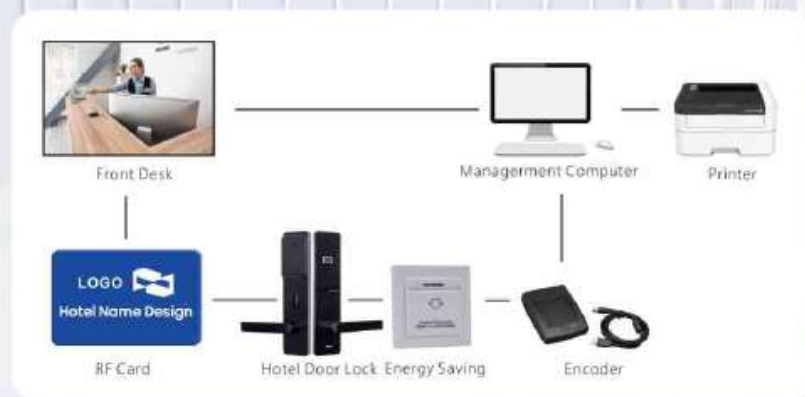 Front Desk
Managerment Computer
Printer
LOGO
Hotel Name Design
RF Card
Hotel Door Lock
Energy Saving
Encoder